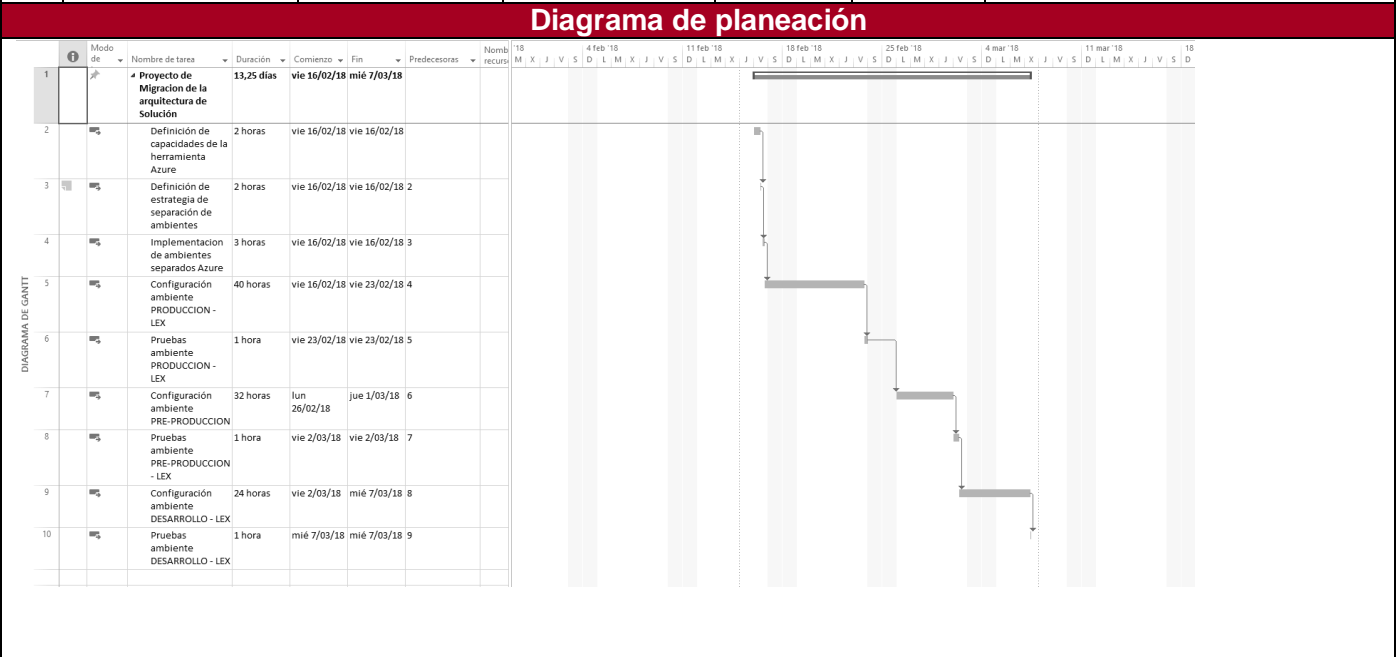 Diagrama de planeación
Modo de
Nombre de tarea
Duración
Comienzo
Fin
Predecesoras
Nomb
recurs
'18
4 feb '18
11 feb '18
18 feb '18
25 feb '18
4 mar '18
11 mar '18
18
M X J V S D L M X J V S D L M X J V S D L M X J V S D L M X J V S D L M X J V S D L M X J V S D
DIAGRAMA DE GANTT
1
Proyecto de
Migracion de la
arquitectura de
Solución
13,25 días
vie 16/02/18
mié 7/03/18
2
Definición de
capacidades de la
herramienta
Azure
2 horas
vie 16/02/18
vie 16/02/18
3
Definición de
estrategia de
separación de
ambientes
2 horas
vie 16/02/18
vie 16/02/18
2
4
Implementacion
de ambientes
separados Azure
3 horas
vie 16/02/18
vie 16/02/18
3
5
Configuración
ambiente
PRODUCCION -
LEX
40 horas
vie 16/02/18
vie 23/02/18
4
6
Pruebas
ambiente
PRODUCCION -
LEX
1 hora
vie 23/02/18
vie 23/02/18
5
7
Configuración
ambiente
PRE-PRODUCCION
32 horas
lun
26/02/18
jue 1/03/18
6
8
Pruebas
ambiente
PRE-PRODUCCION
- LEX
1 hora
vie 2/03/18
vie 2/03/18
7
9
Configuración
ambiente
DESARROLLO - LEX
24 horas
vie 2/03/18
mié 7/03/18
8
10
Pruebas
ambiente
DESARROLLO - LEX
1 hora
mié 7/03/18
mié 7/03/18
9